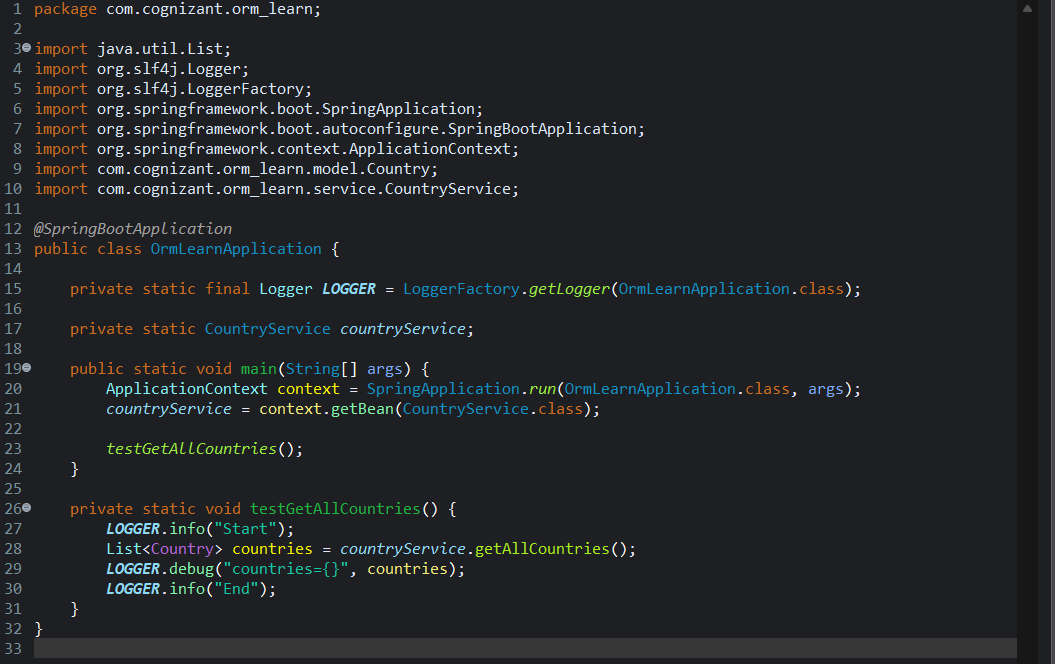 1 package com.cognizant.orm_learn;
2
3 import java.util.List;
4 import org.slf4j.Logger;
5 import org.slf4j.LoggerFactory;
6 import org.springframework.boot.SpringApplication;
7 import org.springframework.boot.autoconfigure.SpringBootApplication;
8 import org.springframework.context.ApplicationContext;
9 import com.cognizant.orm_learn.model.Country;
10 import com.cognizant.orm_learn.service.CountryService;
11
12 @SpringBootApplication
13 public class OrmLearnApplication {
14
15     private static final Logger LOGGER = LoggerFactory.getLogger(OrmLearnApplication.class);
16
17     private static CountryService countryService;
18
19     public static void main(String[] args) {
20         ApplicationContext context = SpringApplication.run(OrmLearnApplication.class, args);
21         countryService = context.getBean(CountryService.class);
22
23         testGetAllCountries();
24     }
25
26     private static void testGetAllCountries() {
27         LOGGER.info("Start");
28         List<Country> countries = countryService.getAllCountries();
29         LOGGER.debug("countries={}", countries);
30         LOGGER.info("End");
31     }
32 }
33